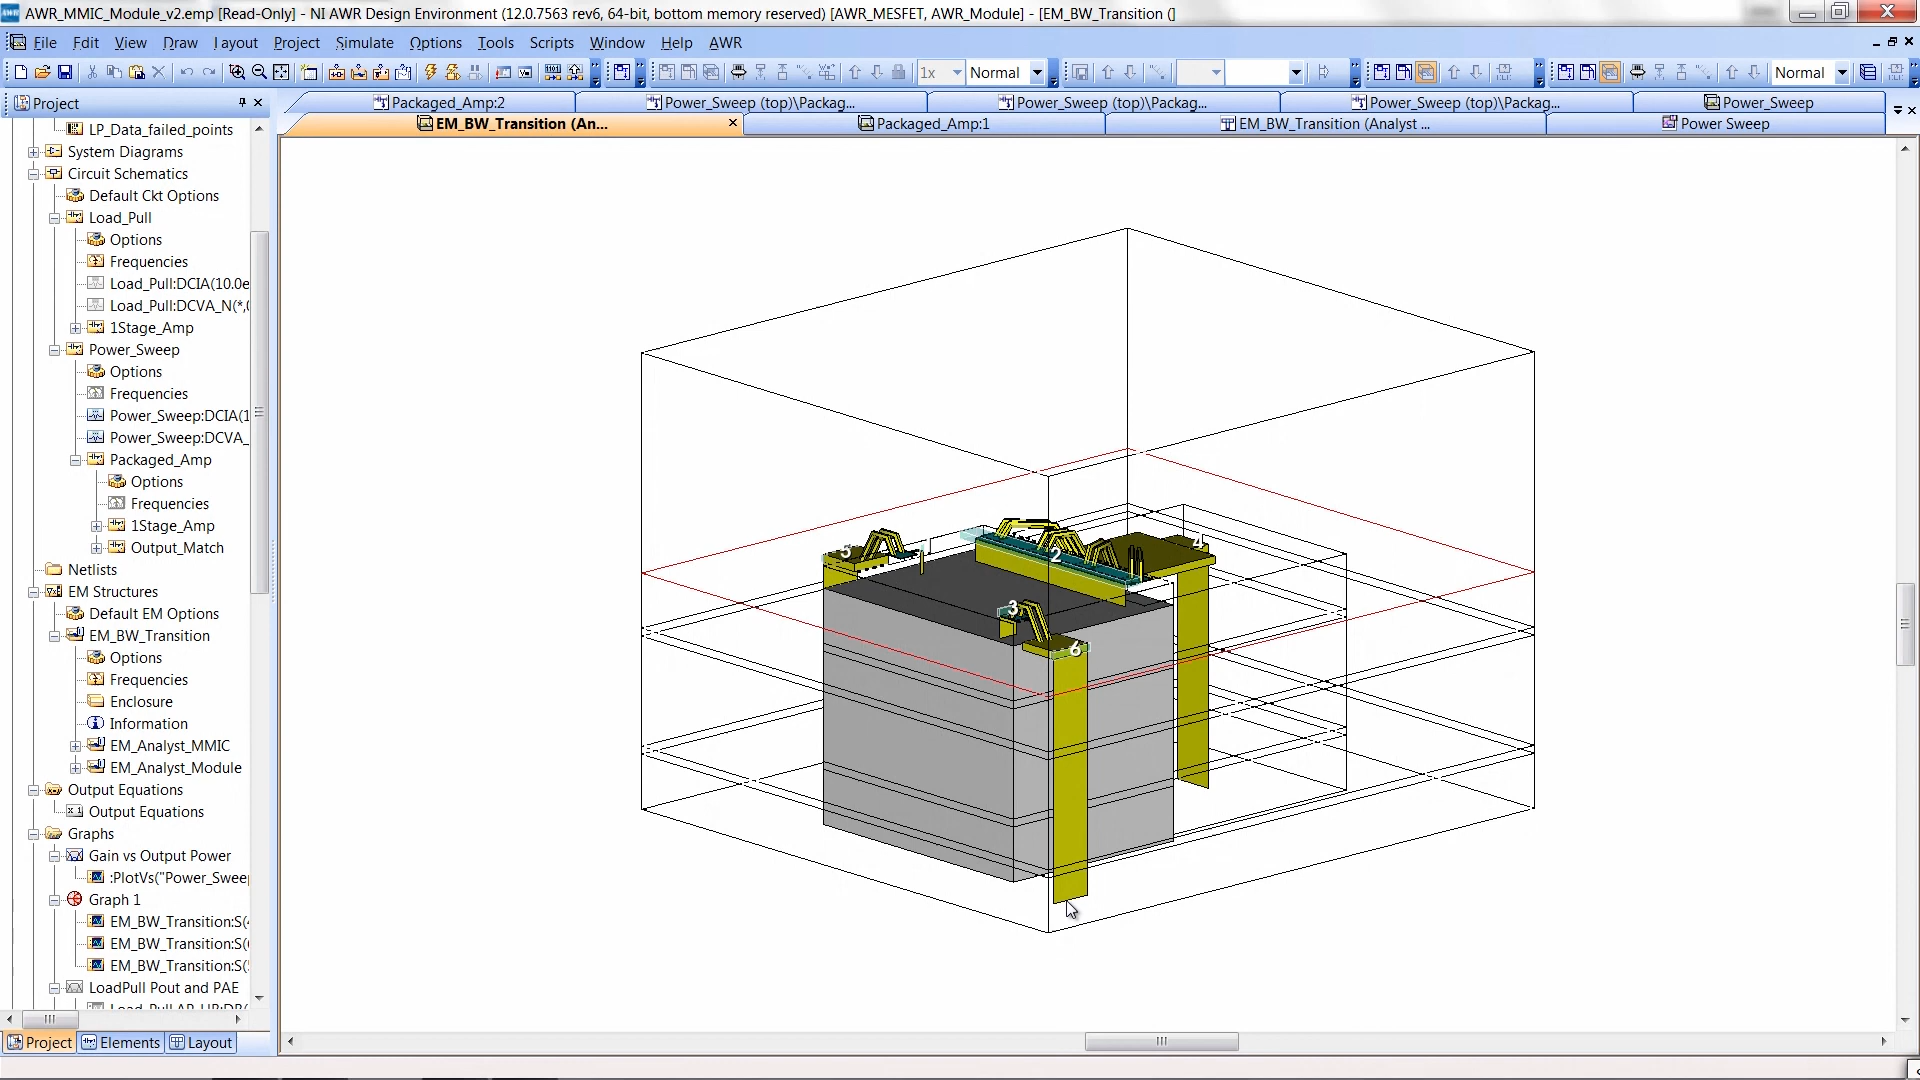 AWR_MMIC_Module_v2.emp [Read-Only] - NI AWR Design Environment (12.0.7563 rev6, 64-bit, bottom memory reserved) [AWR_MESFET, AWR_Module] - [EM_BW_Transition (]
File Edit View Draw Layout Project Simulate Options Tools Scripts Window Help AWR
1x Normal Normal
Project
Packaged_Amp:2 Power_Sweep (top)\Packag... Power_Sweep (top)\Packag... Power_Sweep (top)\Packag... Power_Sweep
EM_BW_Transition (An... Packaged_Amp:1 EM_BW_Transition (Analyst ... Power Sweep
LP_Data_failed_points
System Diagrams
Circuit Schematics
Default Ckt Options
Load_Pull
Options
Frequencies
Load_Pull:DCIA(10.0e
Load_Pull:DCVA_N(*,
1Stage_Amp
Power_Sweep
Options
Frequencies
Power_Sweep:DCIA(1
Power_Sweep:DCVA_
Packaged_Amp
Options
Frequencies
1Stage_Amp
Output_Match
Netlists
EM Structures
Default EM Options
EM_BW_Transition
Options
Frequencies
Enclosure
Information
EM_Analyst_MMIC
EM_Analyst_Module
Output Equations
Output Equations
Graphs
Gain vs Output Power
:PlotVs("Power_Swee
Graph 1
EM_BW_Transition:S(
EM_BW_Transition:S(
EM_BW_Transition:S(
LoadPull Pout and PAE
Project Elements Layout
5 1 2 4
3
6